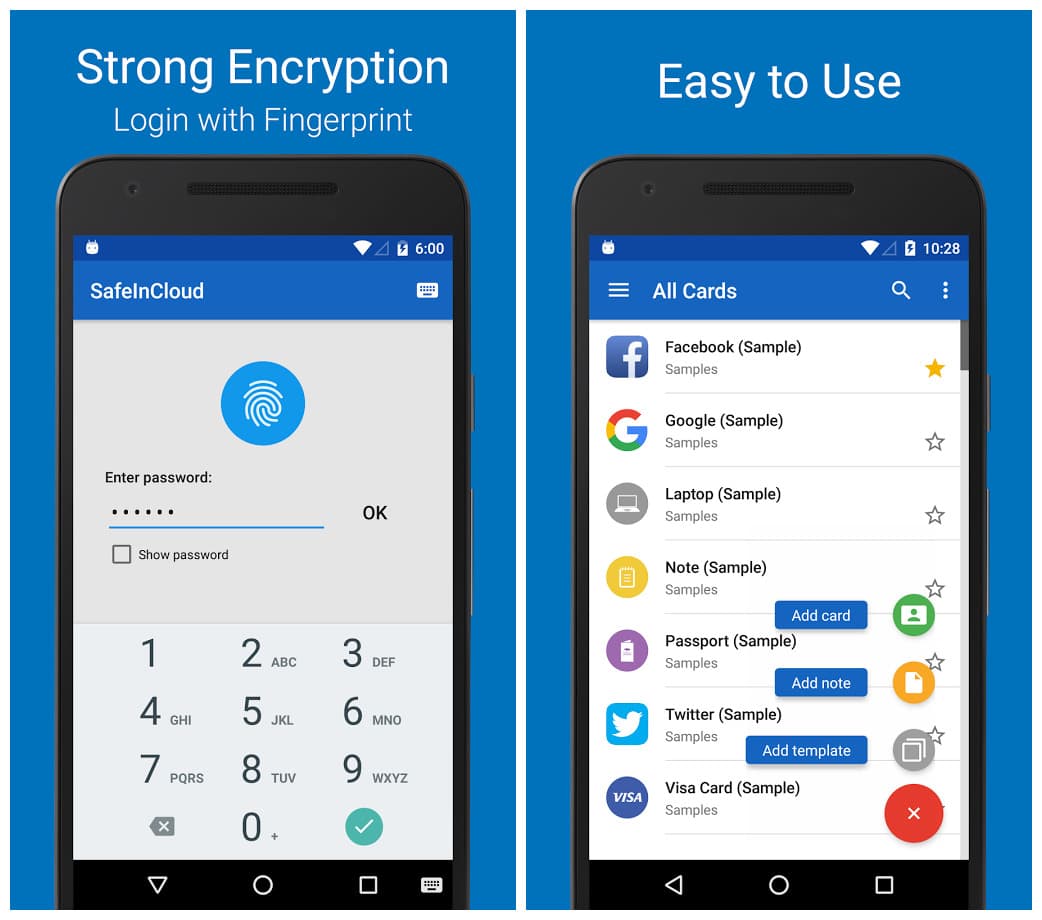 Strong Encryption
Login with Fingerprint
6:00
SafeInCloud
Enter password:
OK
Show password
1
2 ABC
3 DEF
4 GHI
5 JKL
6 MNO
7 PQRS
8 TUV
9 WXYZ
0 +
Easy to Use
10:28
All Cards
Facebook (Sample)
Samples
Google (Sample)
Samples
Laptop (Sample)
Samples
Note (Sample)
Samples
Add card
Passport (Sample)
Samples
Add note
Twitter (Sample)
Samples
Add template
VISA
Visa Card (Sample)
Samples